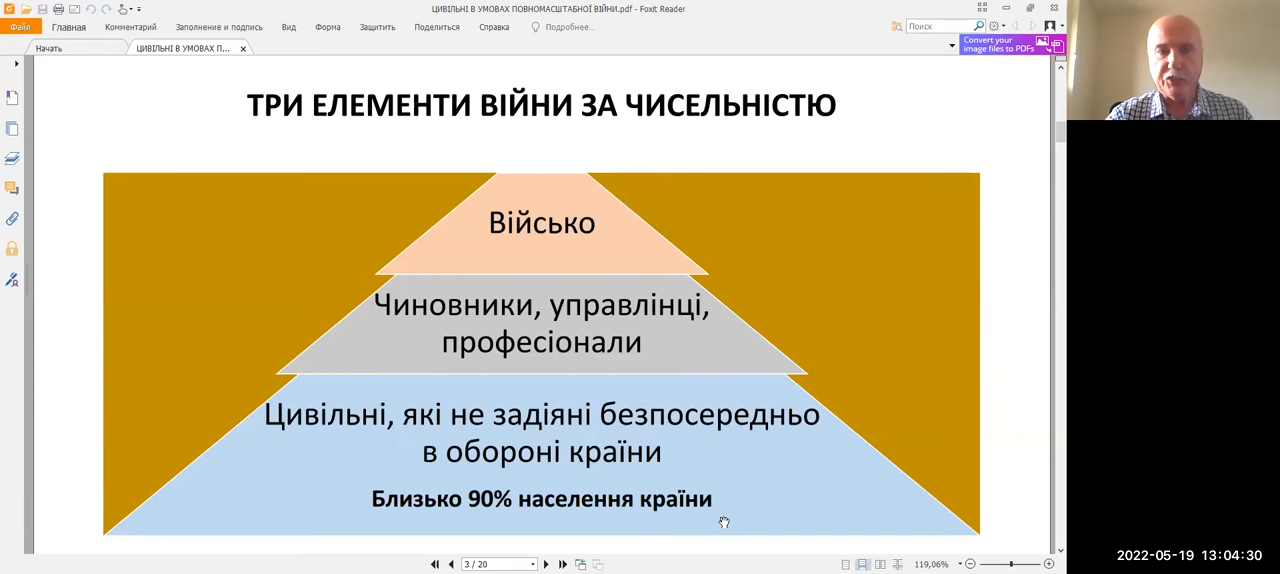 ЦИВІЛЬНІ В УМОВАХ ПОВНОМАСШТАБНОЇ ВІЙНИ.pdf - Foxit Reader
Файл Главная Комментарий Заполнение и подпись Вид Форма Защитить Поделиться Справка Подробнее... Поиск
Convert your
image files to PDFs
Начать ЦИВІЛЬНІ В УМОВАХ П...
ТРИ ЕЛЕМЕНТИ ВІЙНИ ЗА ЧИСЕЛЬНІСТЮ
Військо
Чиновники, управлінці,
професіонали
Цивільні, які не задіяні безпосередньо
в обороні країни
Близько 90% населення країни
3 / 20 119,06%
2022-05-19 13:04:30